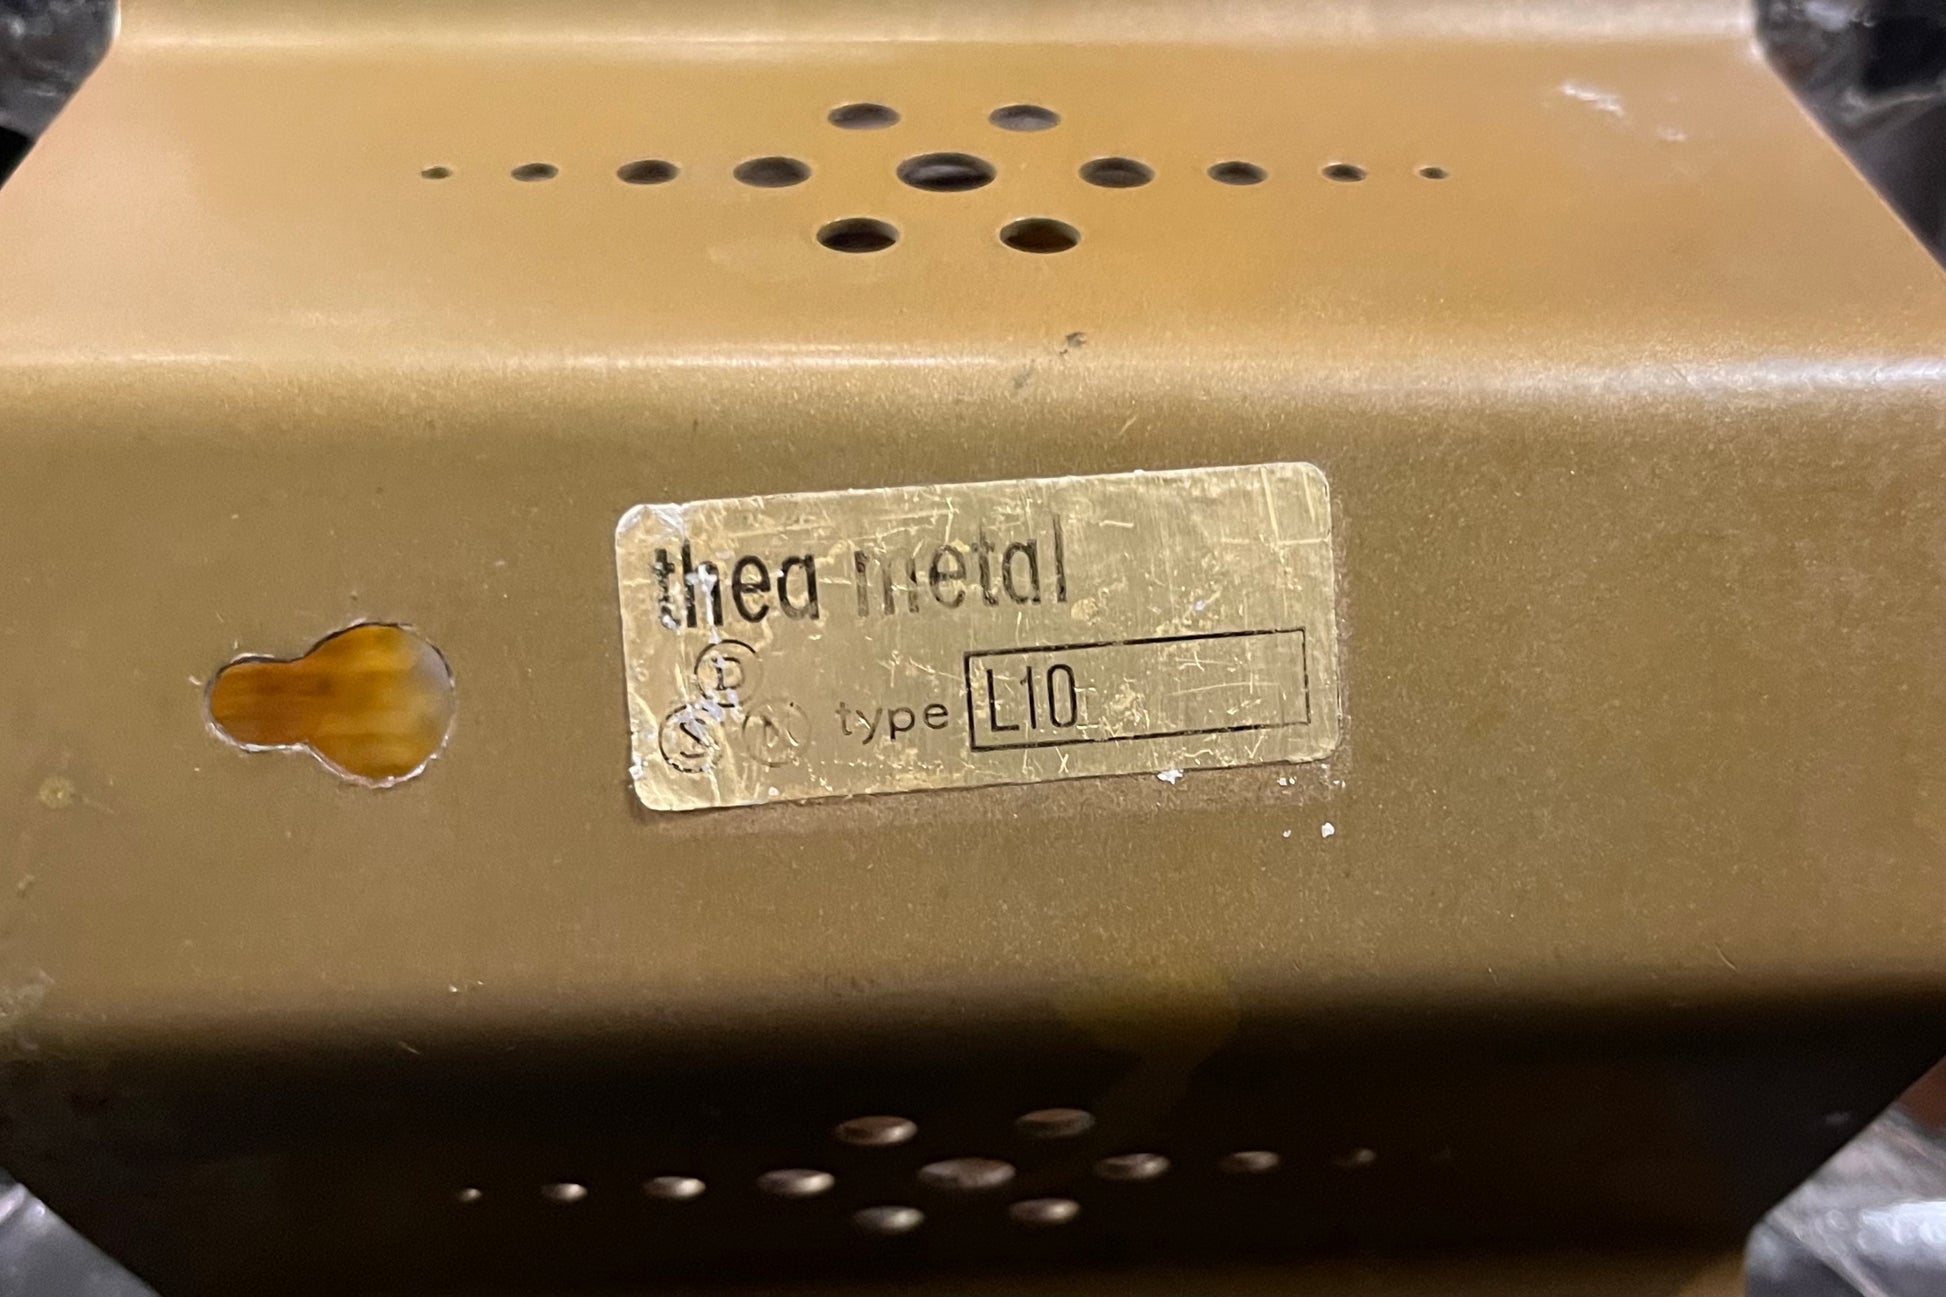 thea metal
D
S N type L10